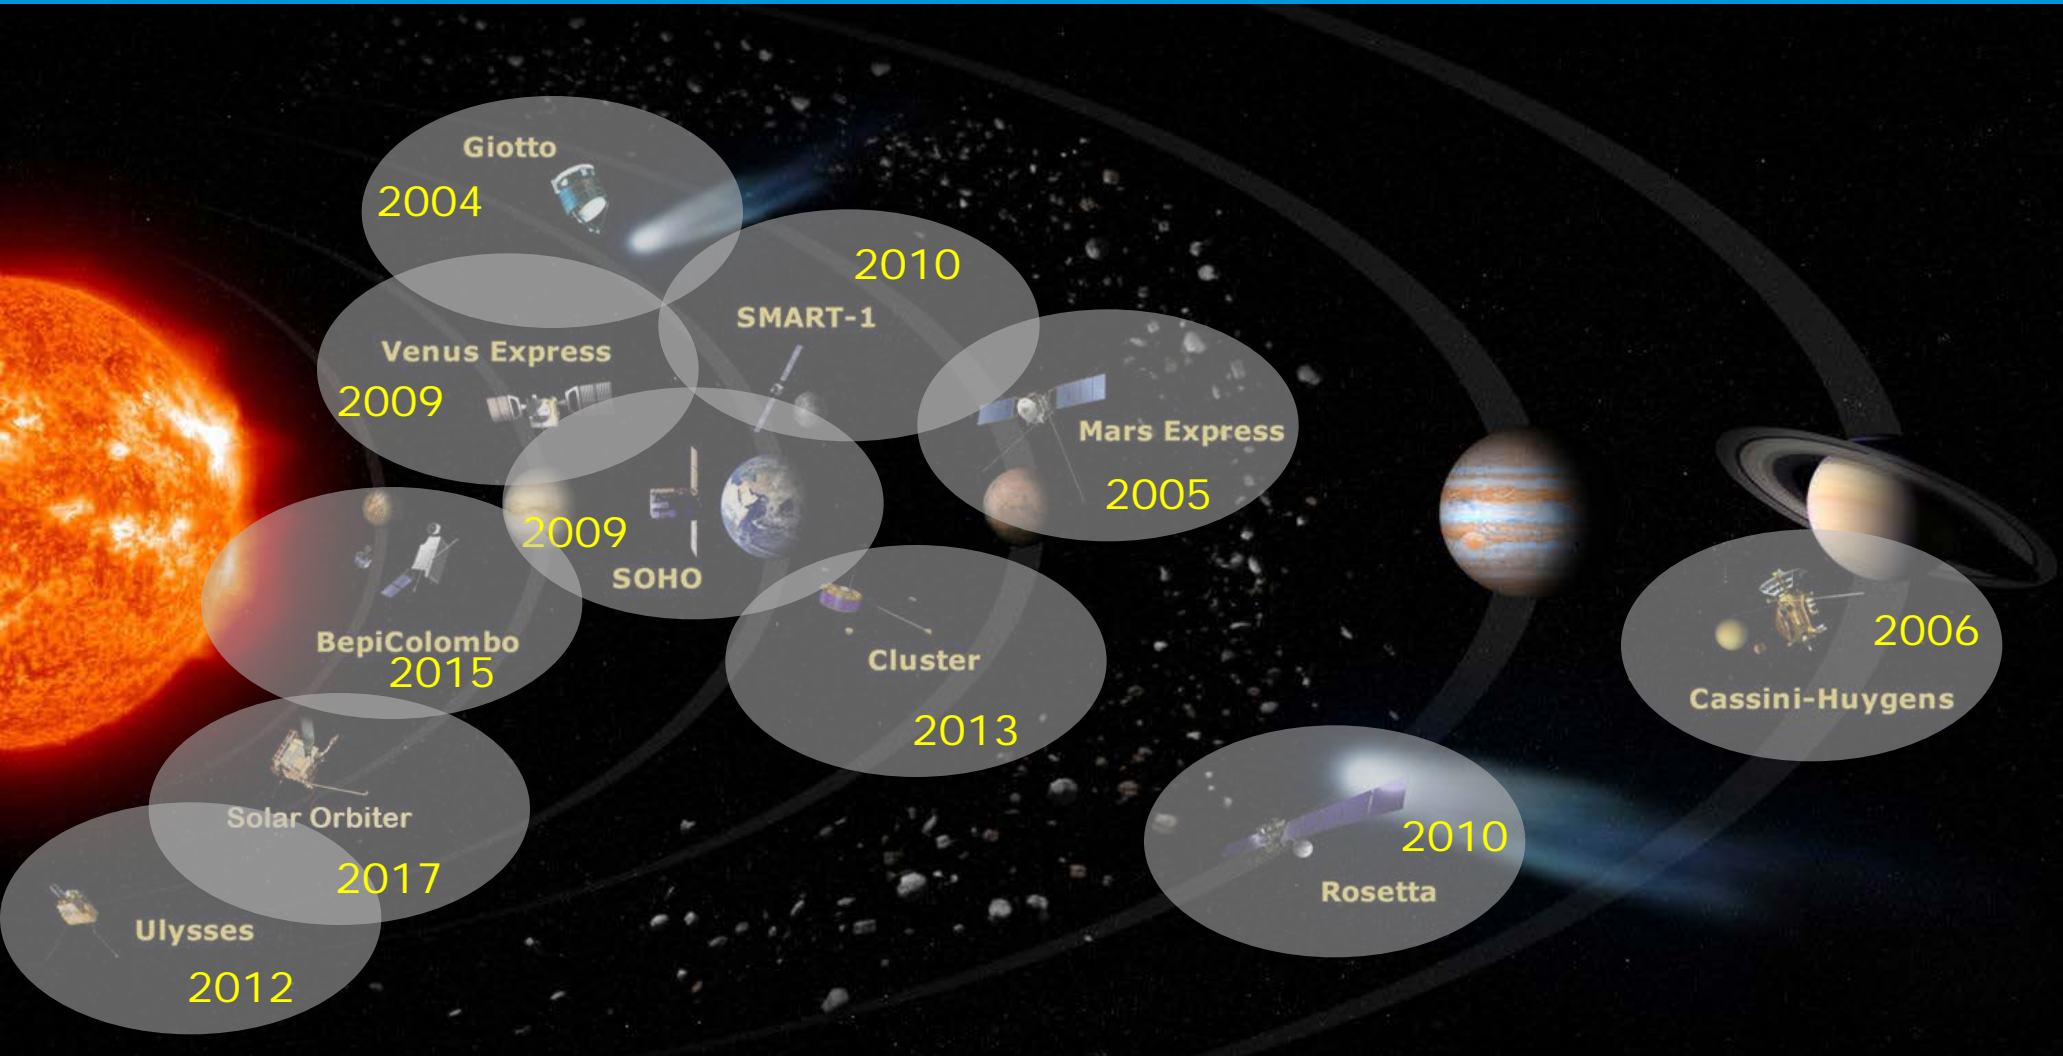 Giotto
2004
2010
SMART-1
Venus Express
2009
Mars Express
2005
2009
SOHO
BepiColombo
2015
Cluster
2013
2006
Cassini-Huygens
Solar Orbiter
2017
2010
Rosetta
Ulysses
2012